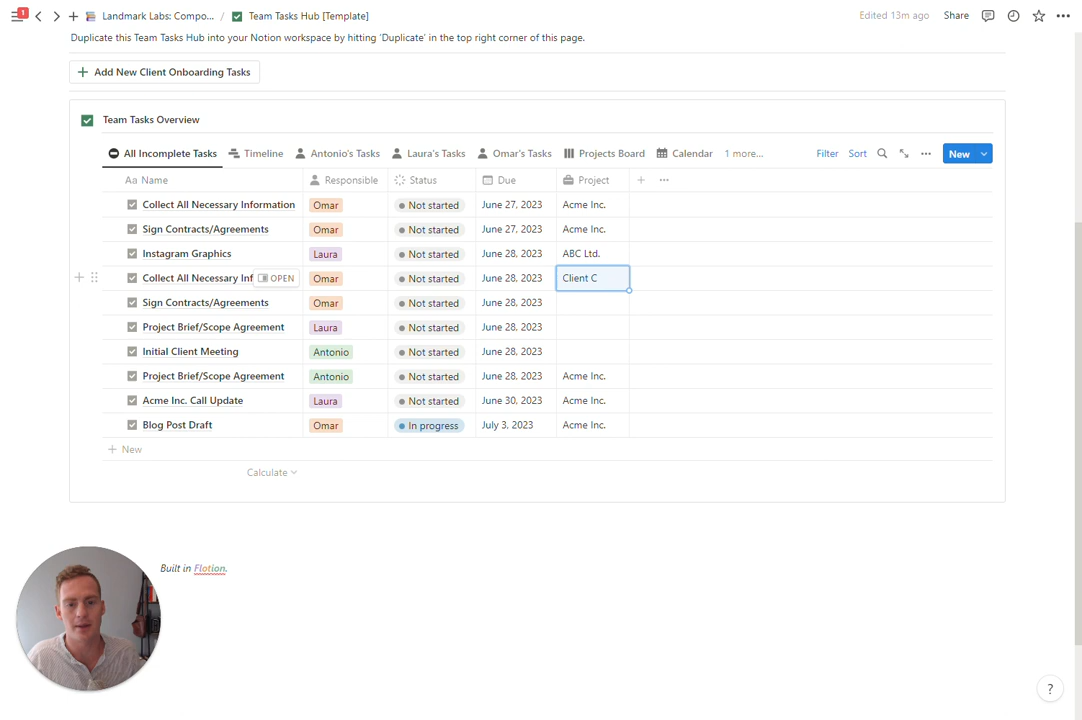 1 Landmark Labs: Compo... / Team Tasks Hub [Template] Edited 13m ago Share
Duplicate this Team Tasks Hub into your Notion workspace by hitting 'Duplicate' in the top right corner of this page.
Add New Client Onboarding Tasks
Team Tasks Overview
All Incomplete Tasks Timeline Antonio's Tasks Laura's Tasks Omar's Tasks Projects Board Calendar 1 more... Filter Sort New
Aa Name Responsible Status Due Project
Collect All Necessary Information Omar Not started June 27, 2023 Acme Inc.
Sign Contracts/Agreements Omar Not started June 27, 2023 Acme Inc.
Instagram Graphics Laura Not started June 28, 2023 ABC Ltd.
Collect All Necessary Inf OPEN Omar Not started June 28, 2023 Client C
Sign Contracts/Agreements Omar Not started June 28, 2023
Project Brief/Scope Agreement Laura Not started June 28, 2023
Initial Client Meeting Antonio Not started June 28, 2023
Project Brief/Scope Agreement Antonio Not started June 28, 2023 Acme Inc.
Acme Inc. Call Update Laura Not started June 30, 2023 Acme Inc.
Blog Post Draft Omar In progress July 3, 2023 Acme Inc.
New
Calculate
Built in Flotion.
?